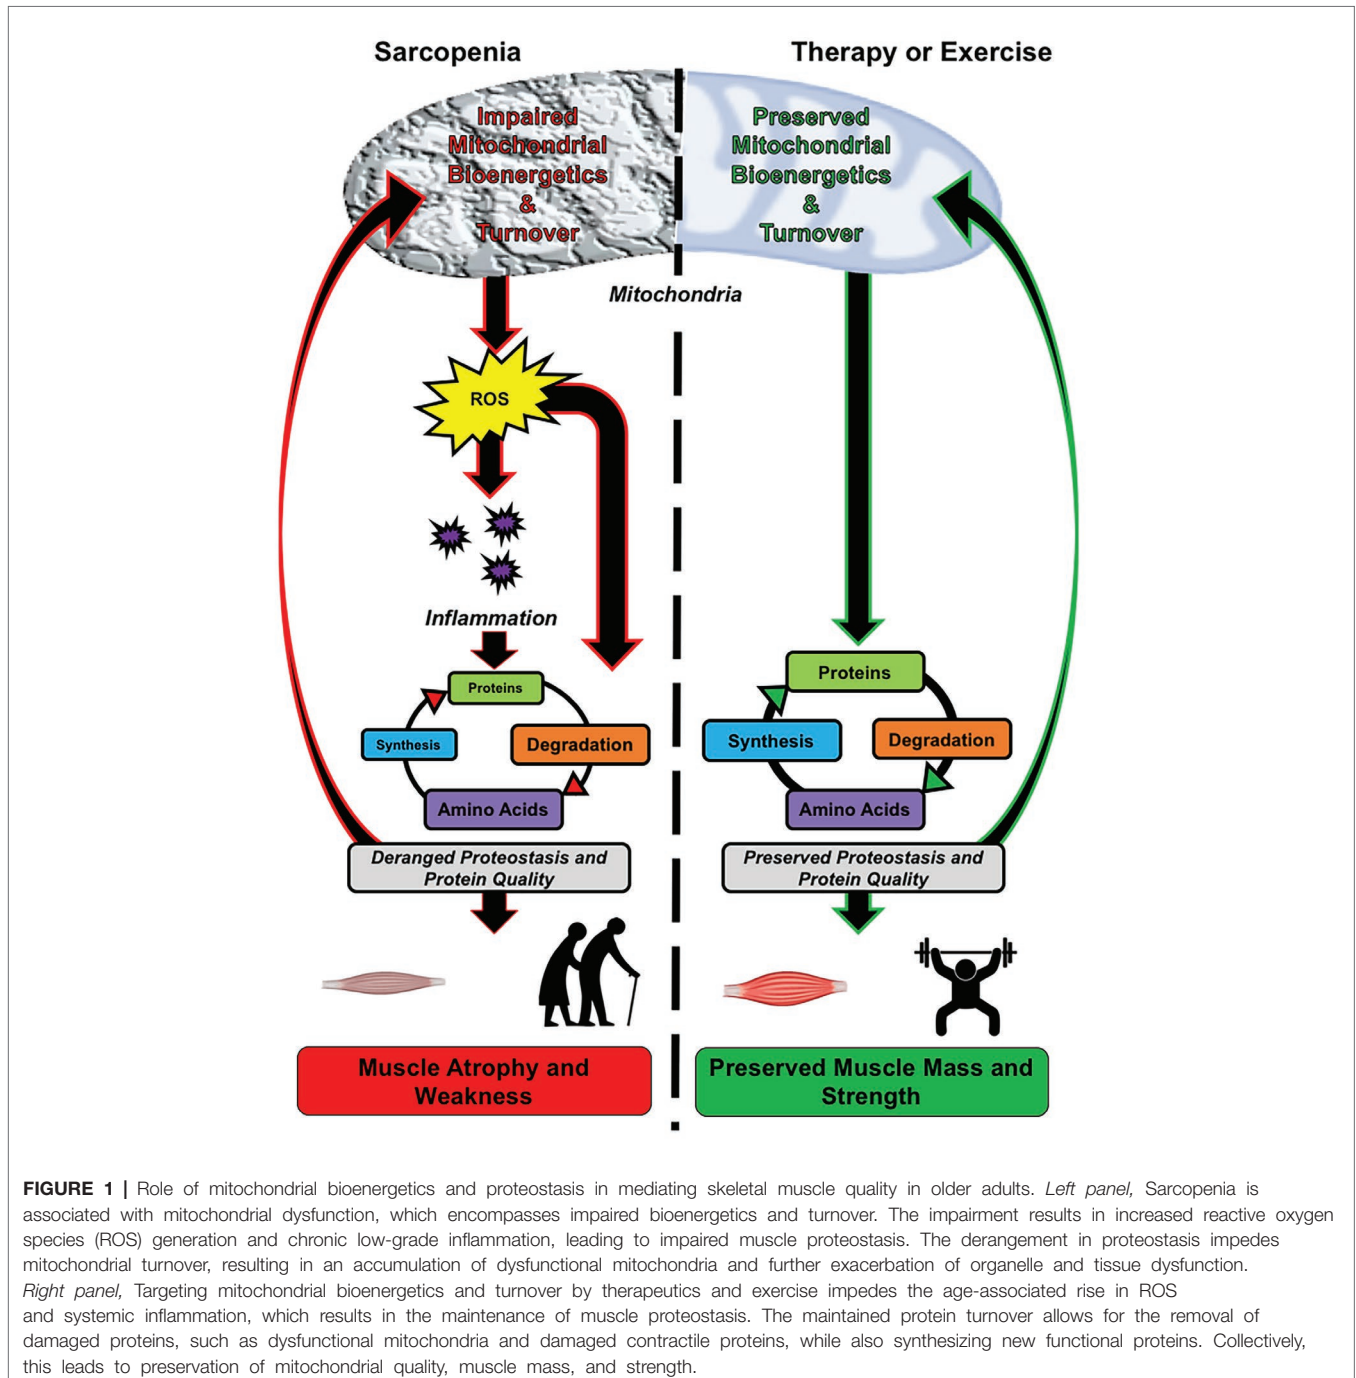 Sarcopenia
Therapy or Exercise
Impaired
Mitochondrial
Bioenergetics
&
Turnover
Preserved
Mitochondrial
Bioenergetics
&
Turnover
Mitochondria
ROS
Inflammation
Proteins
Synthesis
Degradation
Amino Acids
Deranged Proteostasis and
Protein Quality
Muscle Atrophy and
Weakness
Proteins
Synthesis
Degradation
Amino Acids
Preserved Proteostasis and
Protein Quality
Preserved Muscle Mass and
Strength
FIGURE 1 | Role of mitochondrial bioenergetics and proteostasis in mediating skeletal muscle quality in older adults. Left panel, Sarcopenia is
associated with mitochondrial dysfunction, which encompasses impaired bioenergetics and turnover. The impairment results in increased reactive oxygen
species (ROS) generation and chronic low-grade inflammation, leading to impaired muscle proteostasis. The derangement in proteostasis impedes
mitochondrial turnover, resulting in an accumulation of dysfunctional mitochondria and further exacerbation of organelle and tissue dysfunction.
Right panel, Targeting mitochondrial bioenergetics and turnover by therapeutics and exercise impedes the age-associated rise in ROS
and systemic inflammation, which results in the maintenance of muscle proteostasis. The maintained protein turnover allows for the removal of
damaged proteins, such as dysfunctional mitochondria and damaged contractile proteins, while also synthesizing new functional proteins. Collectively,
this leads to preservation of mitochondrial quality, muscle mass, and strength.